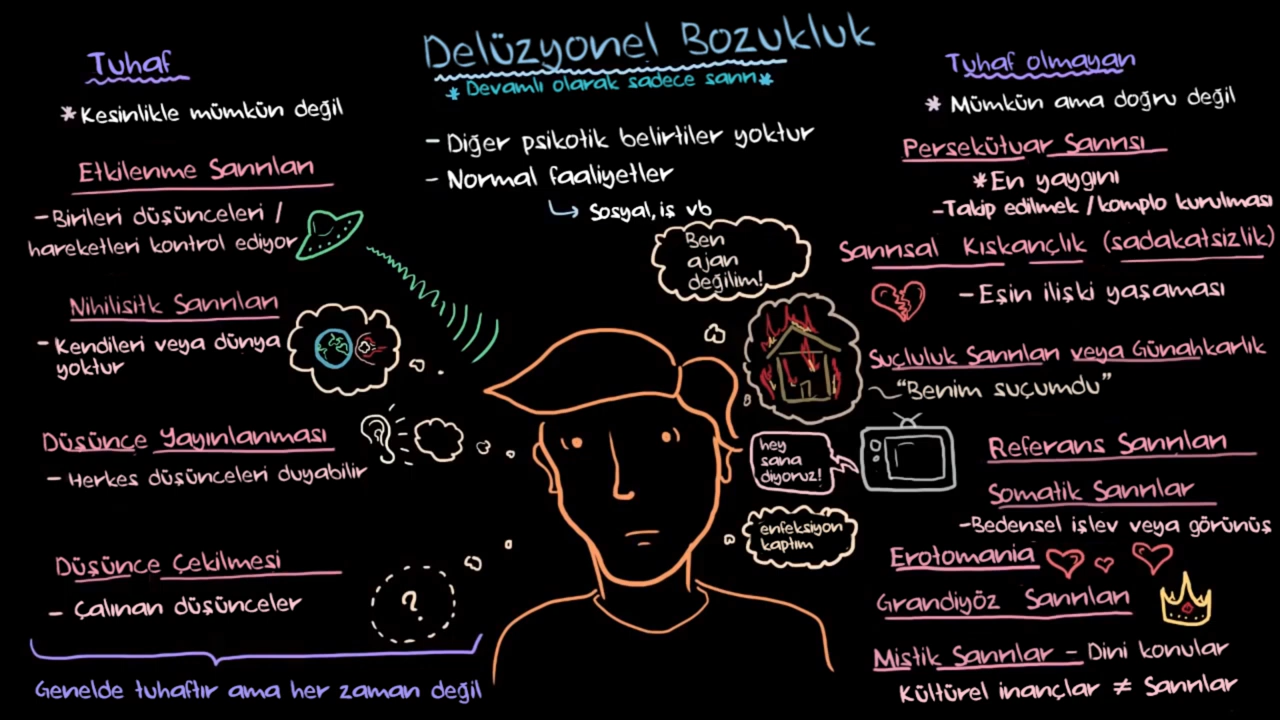 Delüzyonel Bozukluk
*Devamlı olarak sadece sanrı*
- Diğer psikotik belirtiler yoktur
- Normal faaliyetler
Sosyal, iş vb
Tuhaf
*Kesinlikle mümkün değil
Etkilenme Sanrıları
- Birileri düşünceleri /
hareketleri kontrol ediyor
Nihilisitk Sanrıları
- Kendileri veya dünya
yoktur
Düşünce Yayınlanması
- Herkes düşünceleri duyabilir
Düşünce Çekilmesi
- Çalınan düşünceler
?
Genelde tuhaftır ama her zaman değil
Ben
ajan
değilim!
hey
sana
diyoruz!
enfeksiyon
kaptım
Tuhaf olmayan
* Mümkün ama doğru değil
Persekütuar Sanrısı
*En yaygını
- Takip edilmek / komplo kurulması
Sanrısal Kıskançlık (sadakatsizlik)
- Eşin ilişki yaşaması
Suçluluk Sanrıları veya Günahkarlık
"Benim suçumdu"
Referans Sanrıları
Somatik Sanrılar
- Bedensel işlev veya görünüş
Erotomania
Grandiyöz Sanrıları
Mistik Sanrılar - Dini konular
Kültürel inançlar ≠ Sanrılar